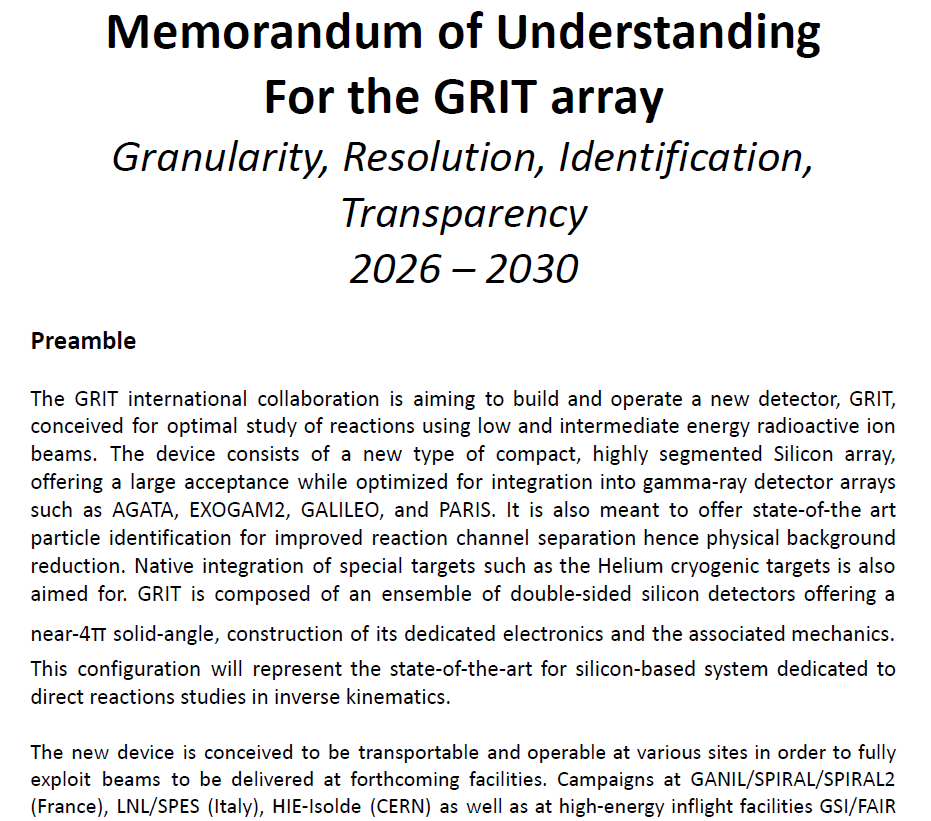 Memorandum of Understanding
For the GRIT array
Granularity, Resolution, Identification,
Transparency
2026 – 2030
Preamble
The GRIT international collaboration is aiming to build and operate a new detector, GRIT,
conceived for optimal study of reactions using low and intermediate energy radioactive ion
beams. The device consists of a new type of compact, highly segmented Silicon array,
offering a large acceptance while optimized for integration into gamma-ray detector arrays
such as AGATA, EXOGAM2, GALILEO, and PARIS. It is also meant to offer state-of-the art
particle identification for improved reaction channel separation hence physical background
reduction. Native integration of special targets such as the Helium cryogenic targets is also
aimed for. GRIT is composed of an ensemble of double-sided silicon detectors offering a
near-4π solid-angle, construction of its dedicated electronics and the associated mechanics.
This configuration will represent the state-of-the-art for silicon-based system dedicated to
direct reactions studies in inverse kinematics.
The new device is conceived to be transportable and operable at various sites in order to fully
exploit beams to be delivered at forthcoming facilities. Campaigns at GANIL/SPIRAL/SPIRAL2
(France), LNL/SPES (Italy), HIE-Isolde (CERN) as well as at high-energy inflight facilities GSI/FAIR